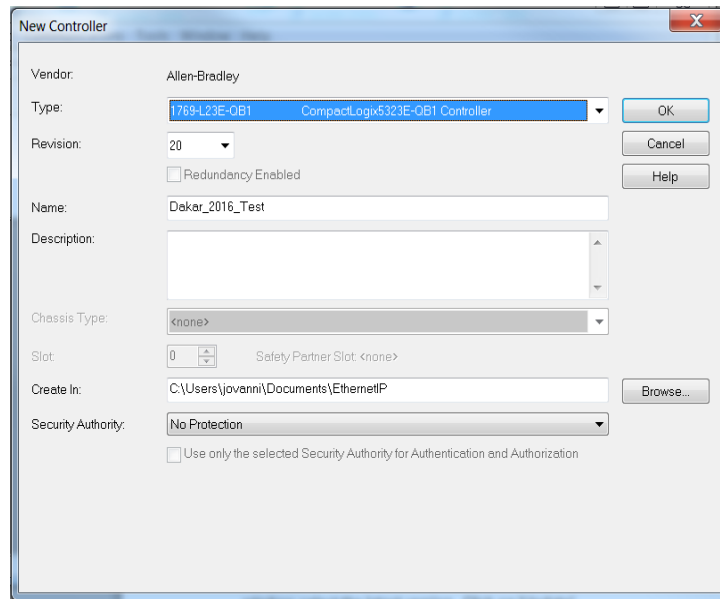 New Controller
Vendor: Allen-Bradley
Type: 1769-L23E-QB1 CompactLogix5323E-QB1 Controller OK
Revision: 20 Cancel
Redundancy Enabled Help
Name: Dakar_2016_Test
Description:
Chassis Type: <none>
Slot: 0 Safety Partner Slot: <none>
Create In: C:\Users\jovanni\Documents\EthernetIP Browse...
Security Authority: No Protection
Use only the selected Security Authority for Authentication and Authorization